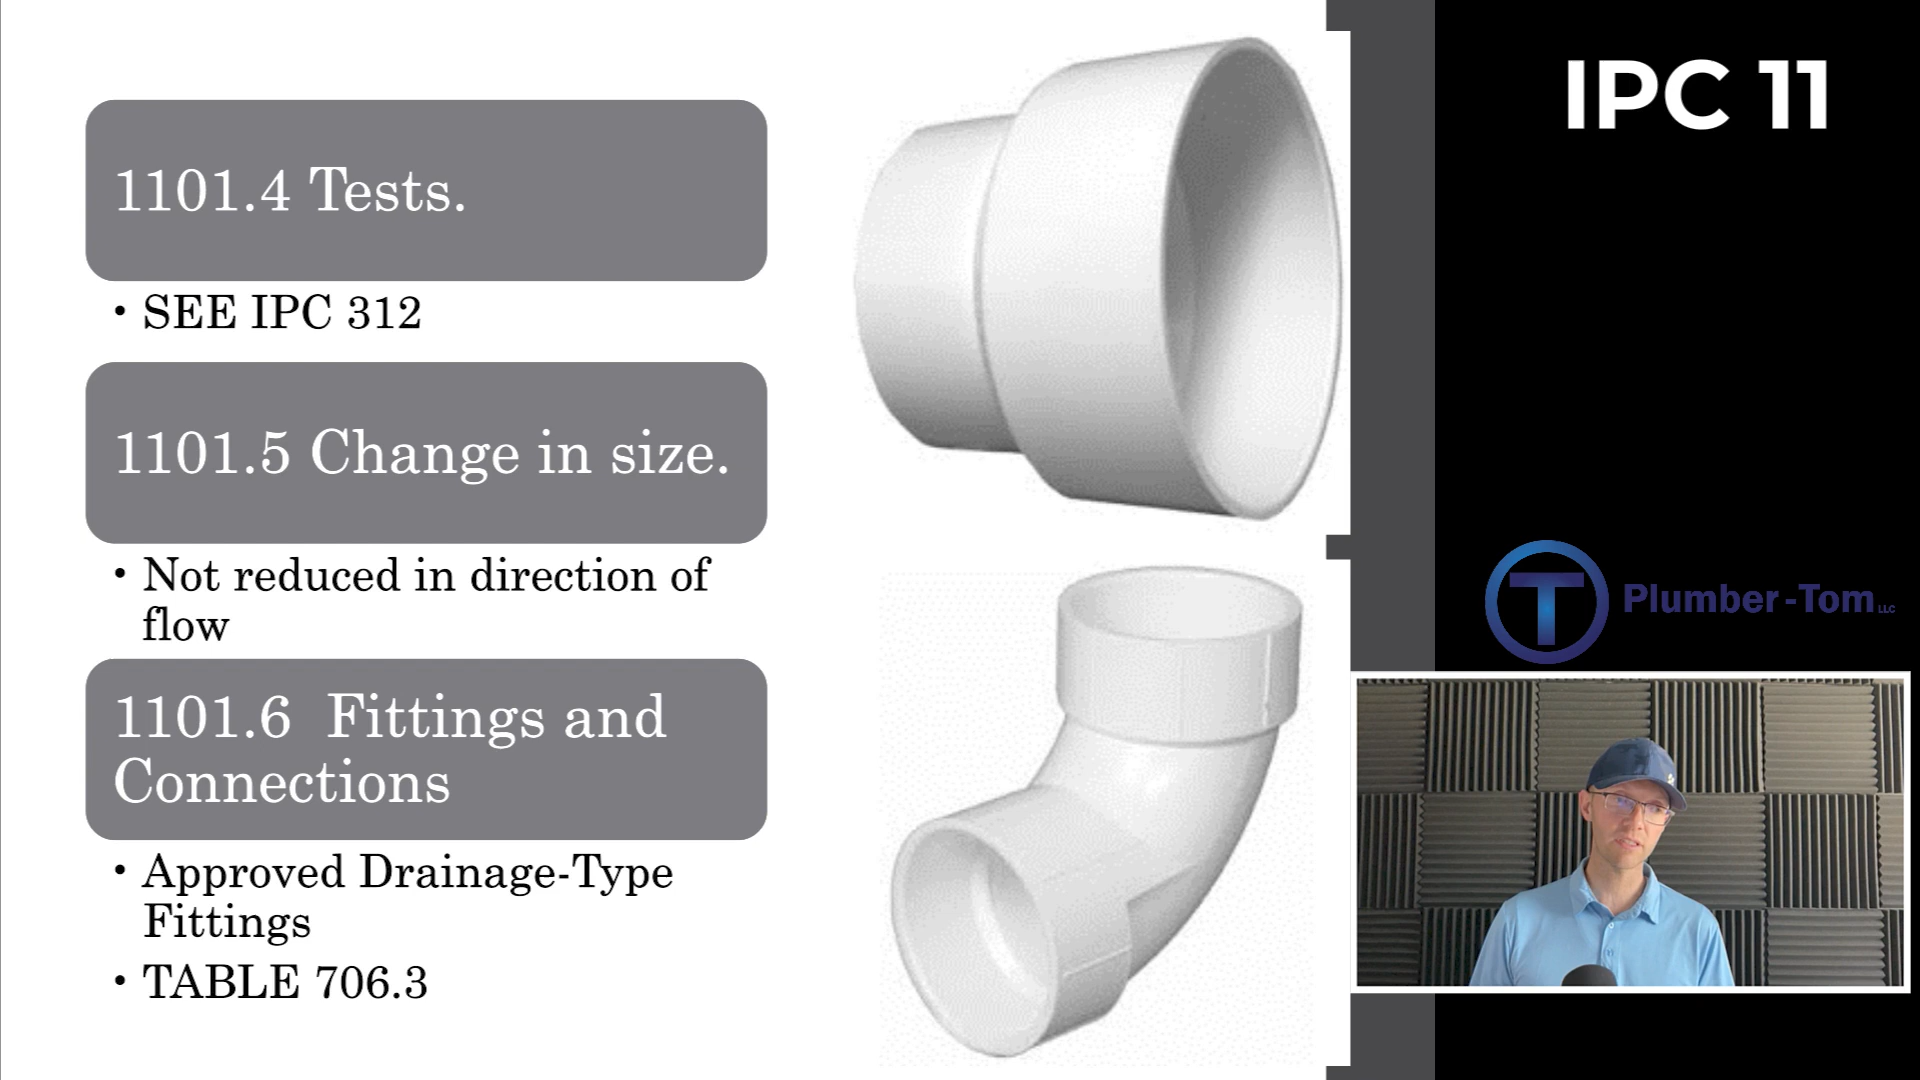 IPC 11
1101.4 Tests.
• SEE IPC 312
1101.5 Change in size.
• Not reduced in direction of
flow
1101.6 Fittings and
Connections
• Approved Drainage-Type
Fittings
• TABLE 706.3
T Plumber-Tom LLC